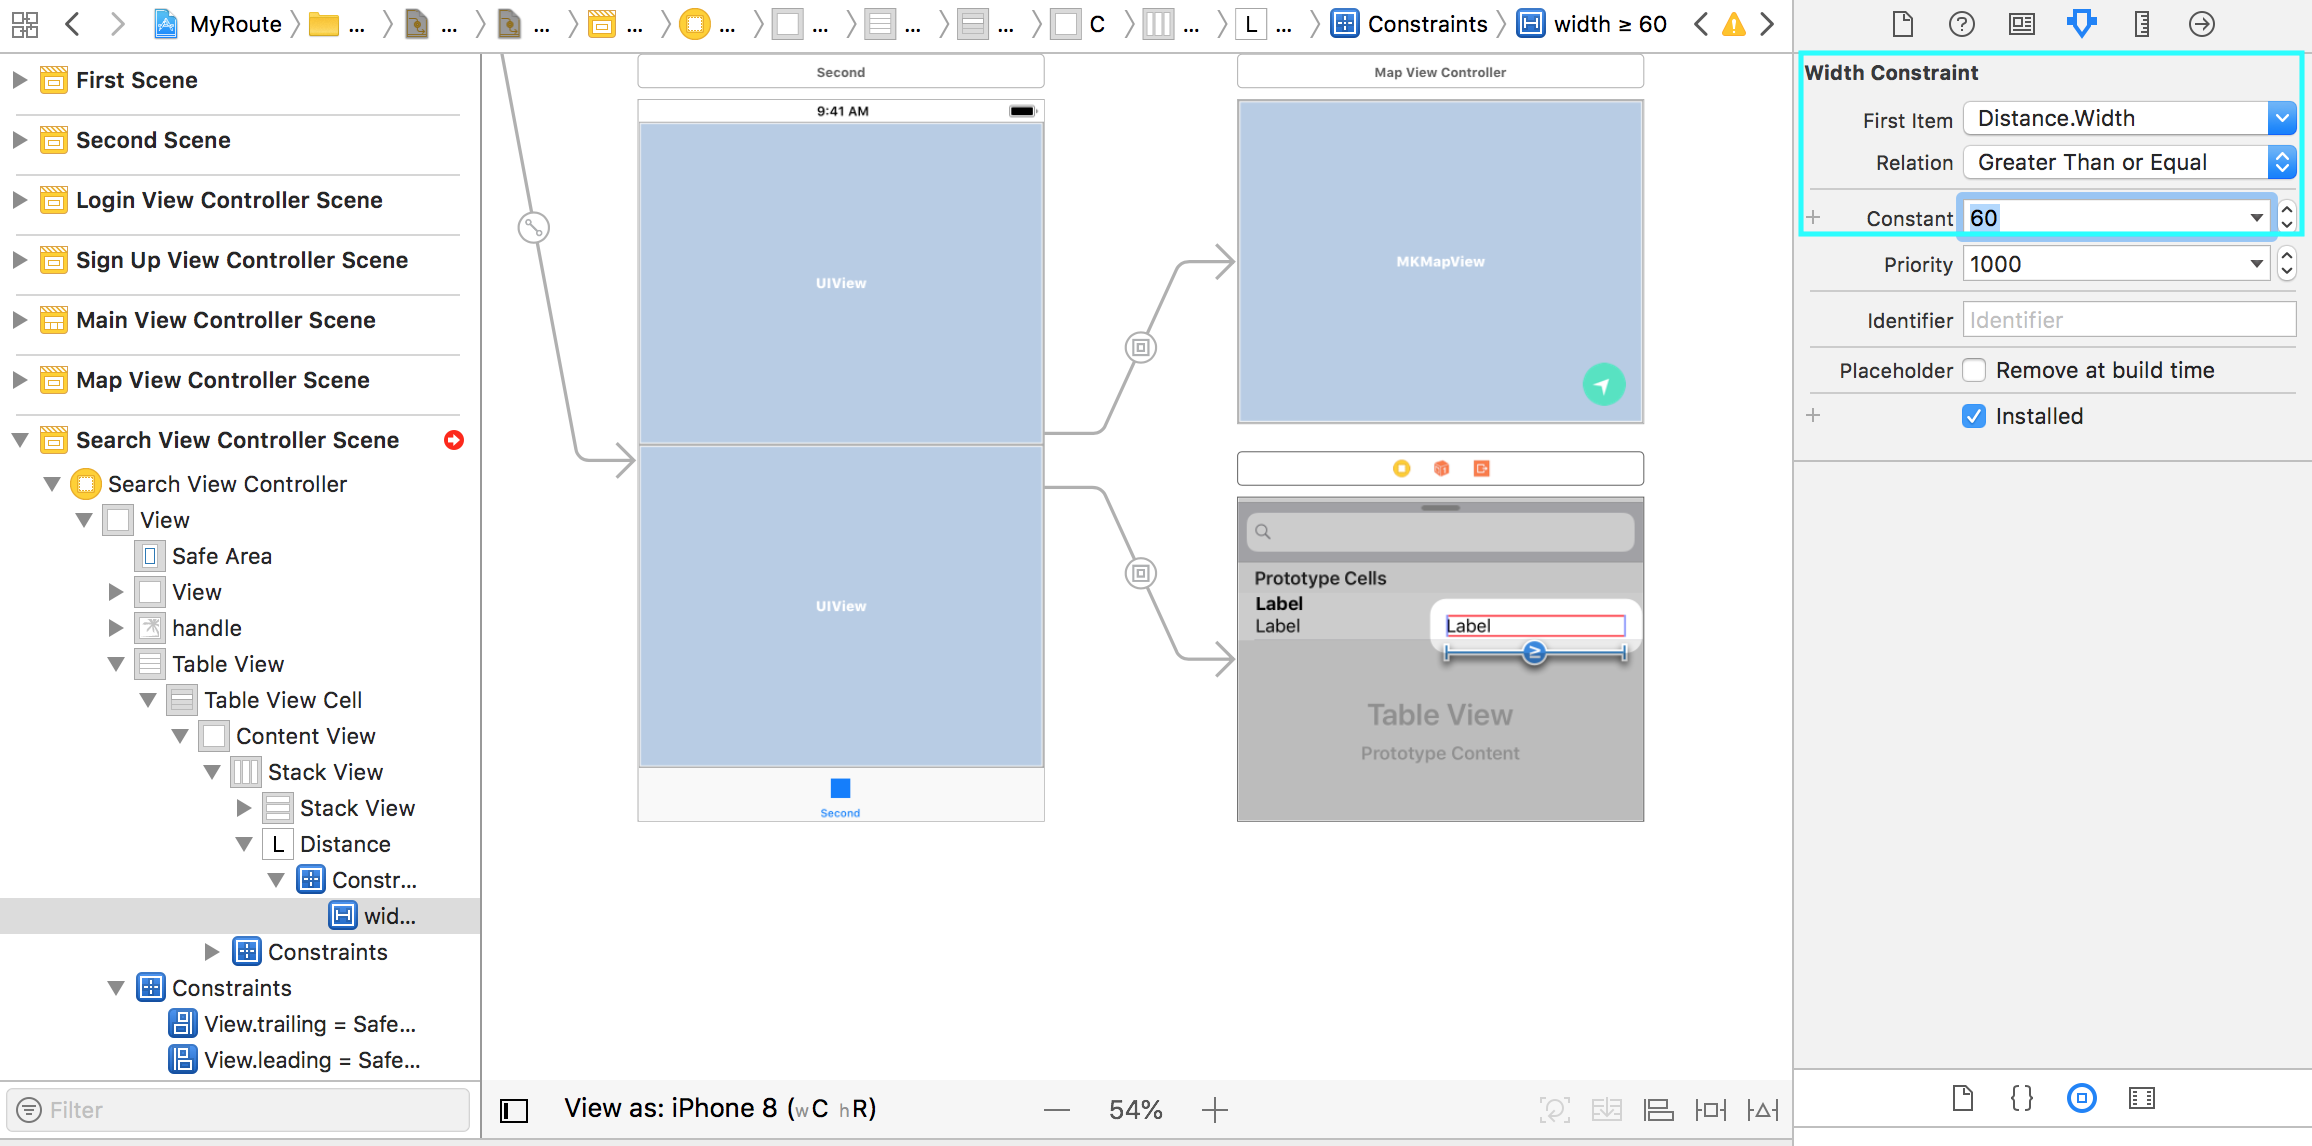 MyRoute ... ... ... ... ... ... ... ... C ... L ... Constraints width ≥ 60
First Scene
Second Scene
Login View Controller Scene
Sign Up View Controller Scene
Main View Controller Scene
Map View Controller Scene
Search View Controller Scene
Search View Controller
View
Safe Area
View
handle
Table View
Table View Cell
Content View
Stack View
Stack View
L Distance
Constr...
wid...
Constraints
Constraints
View.trailing = Safe...
View.leading = Safe...
Filter
Second
9:41 AM
UIView
UIView
Second
Map View Controller
MKMapView
Prototype Cells
Label
Label
Label
≥
Table View
Prototype Content
View as: iPhone 8 (wC hR)
54%
Width Constraint
First Item Distance.Width
Relation Greater Than or Equal
Constant 60
Priority 1000
Identifier Identifier
Placeholder Remove at build time
Installed